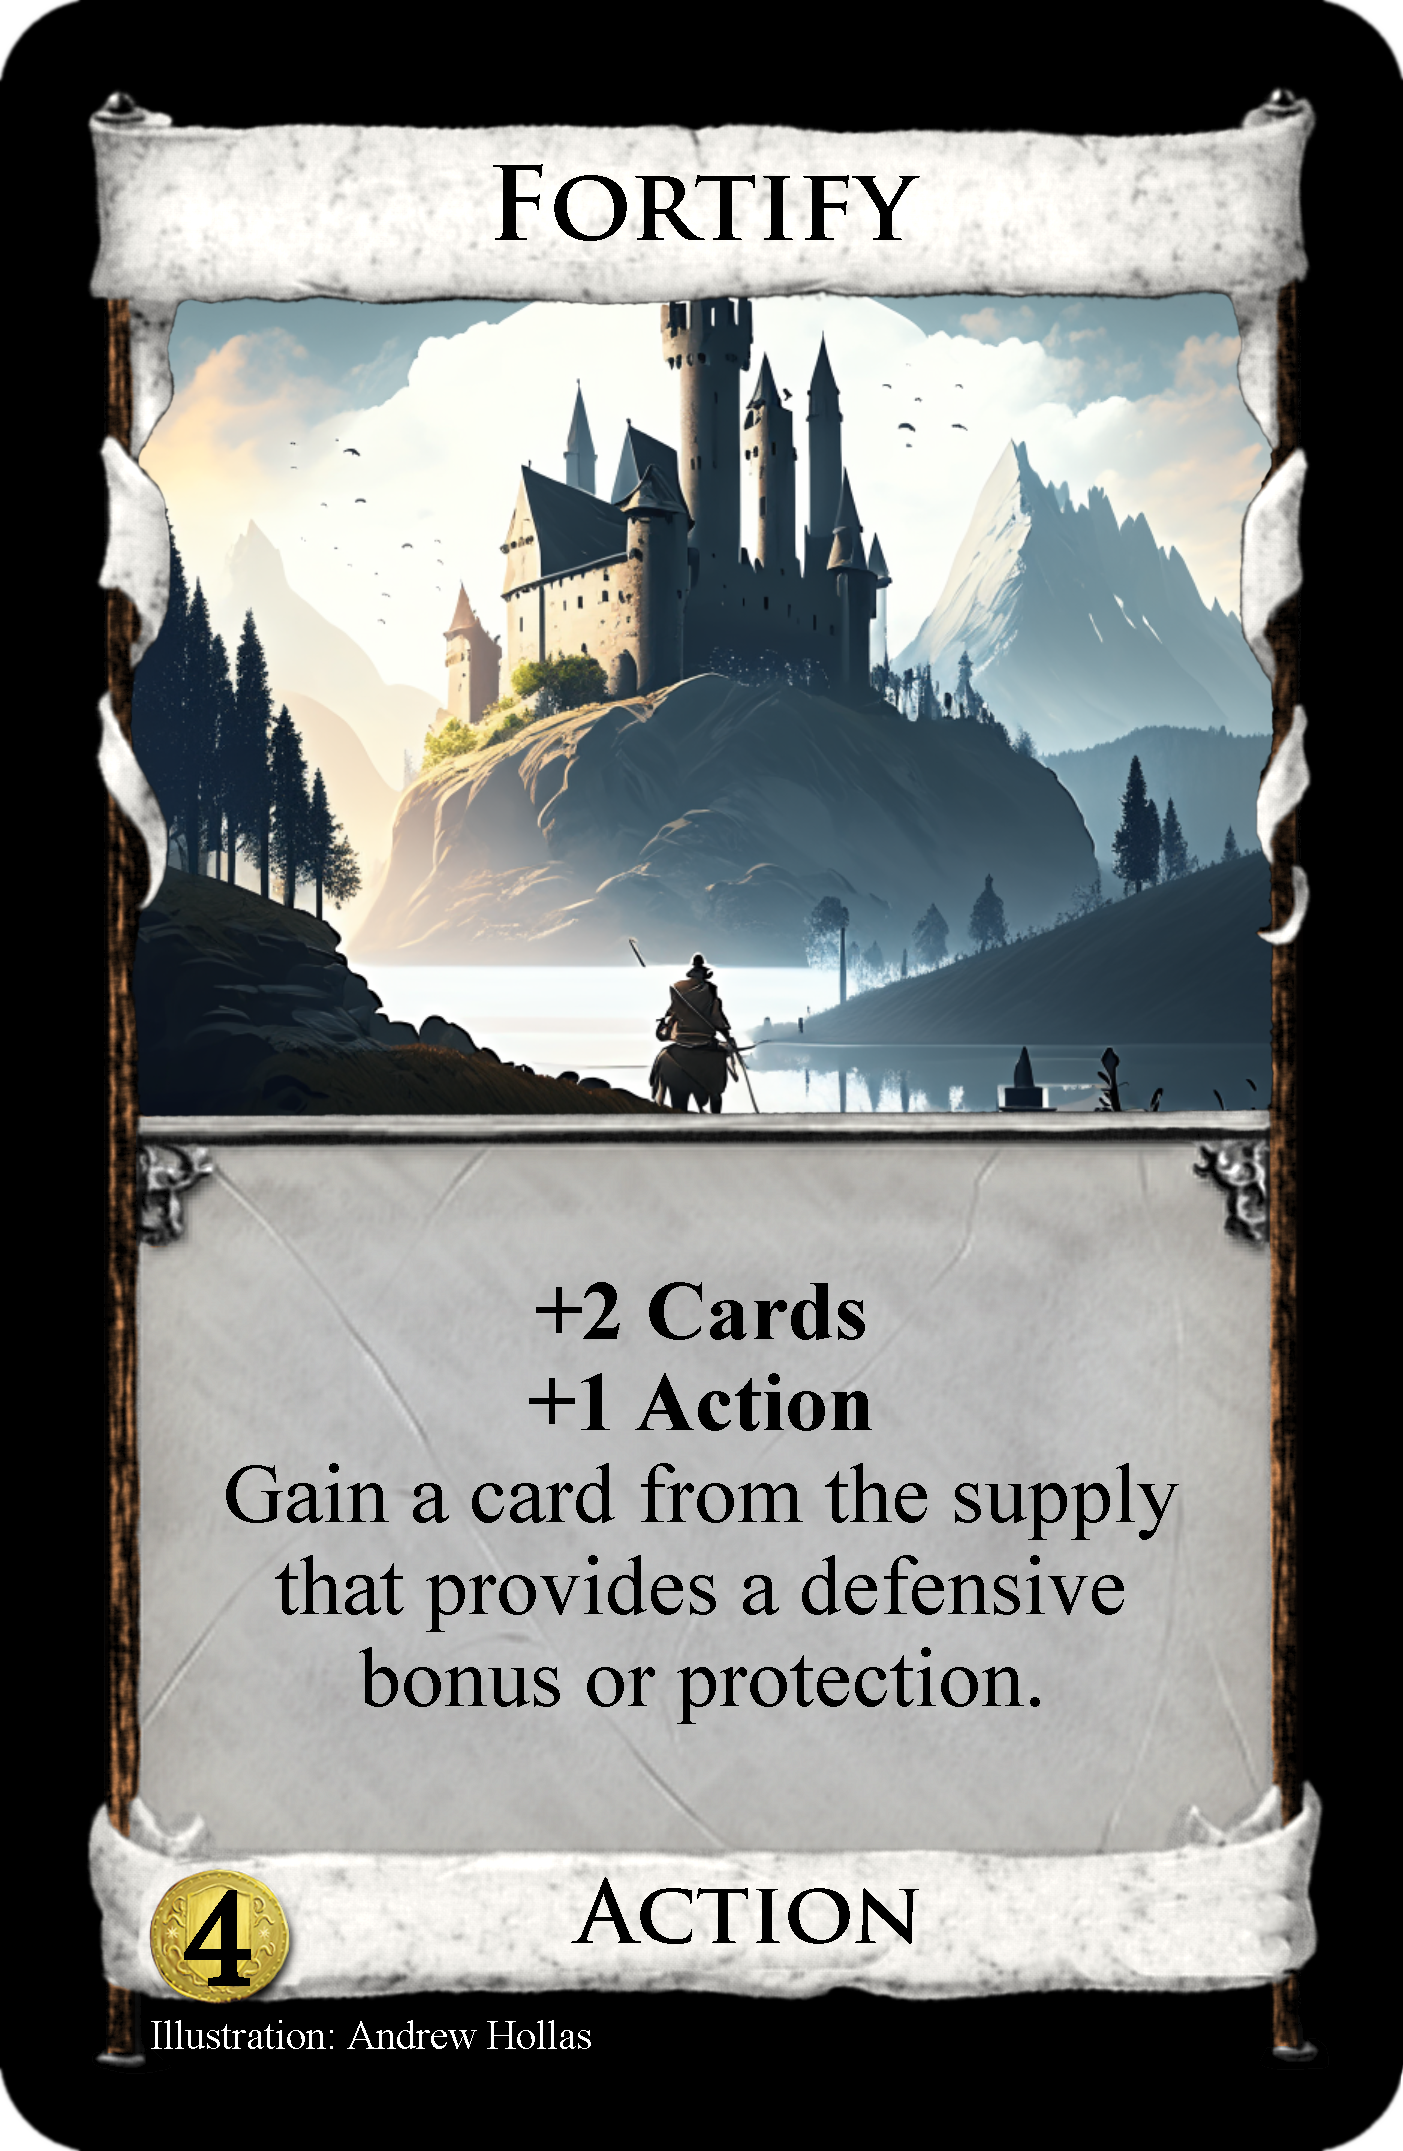 Fortify
+2 Cards
+1 Action
Gain a card from the supply
that provides a defensive
bonus or protection.
4
Action
Illustration: Andrew Hollas